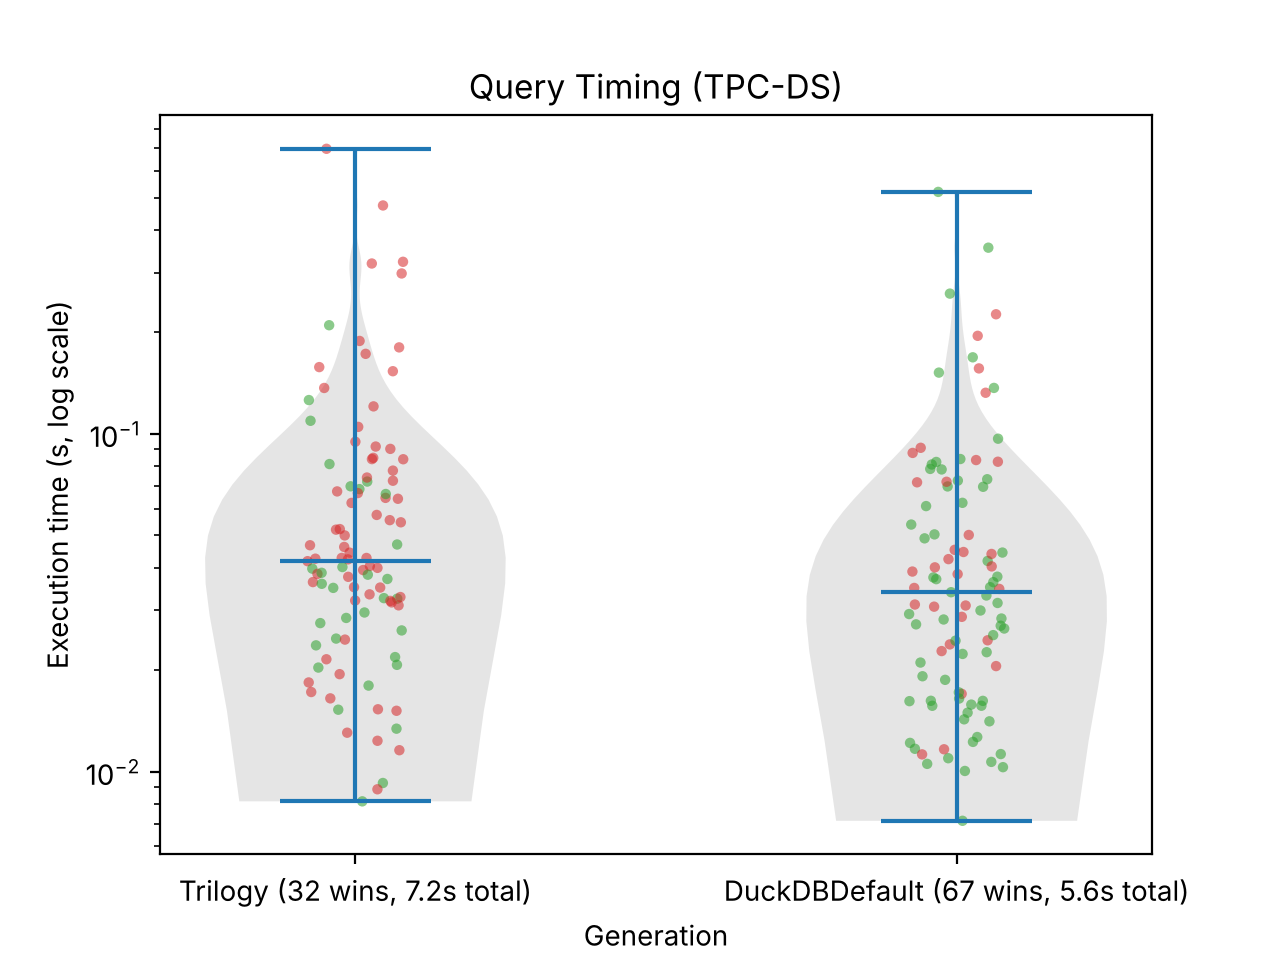 Query Timing (TPC-DS)
Execution time (s, log scale)
10⁻¹
10⁻²
Trilogy (32 wins, 7.2s total)
DuckDBDefault (67 wins, 5.6s total)
Generation